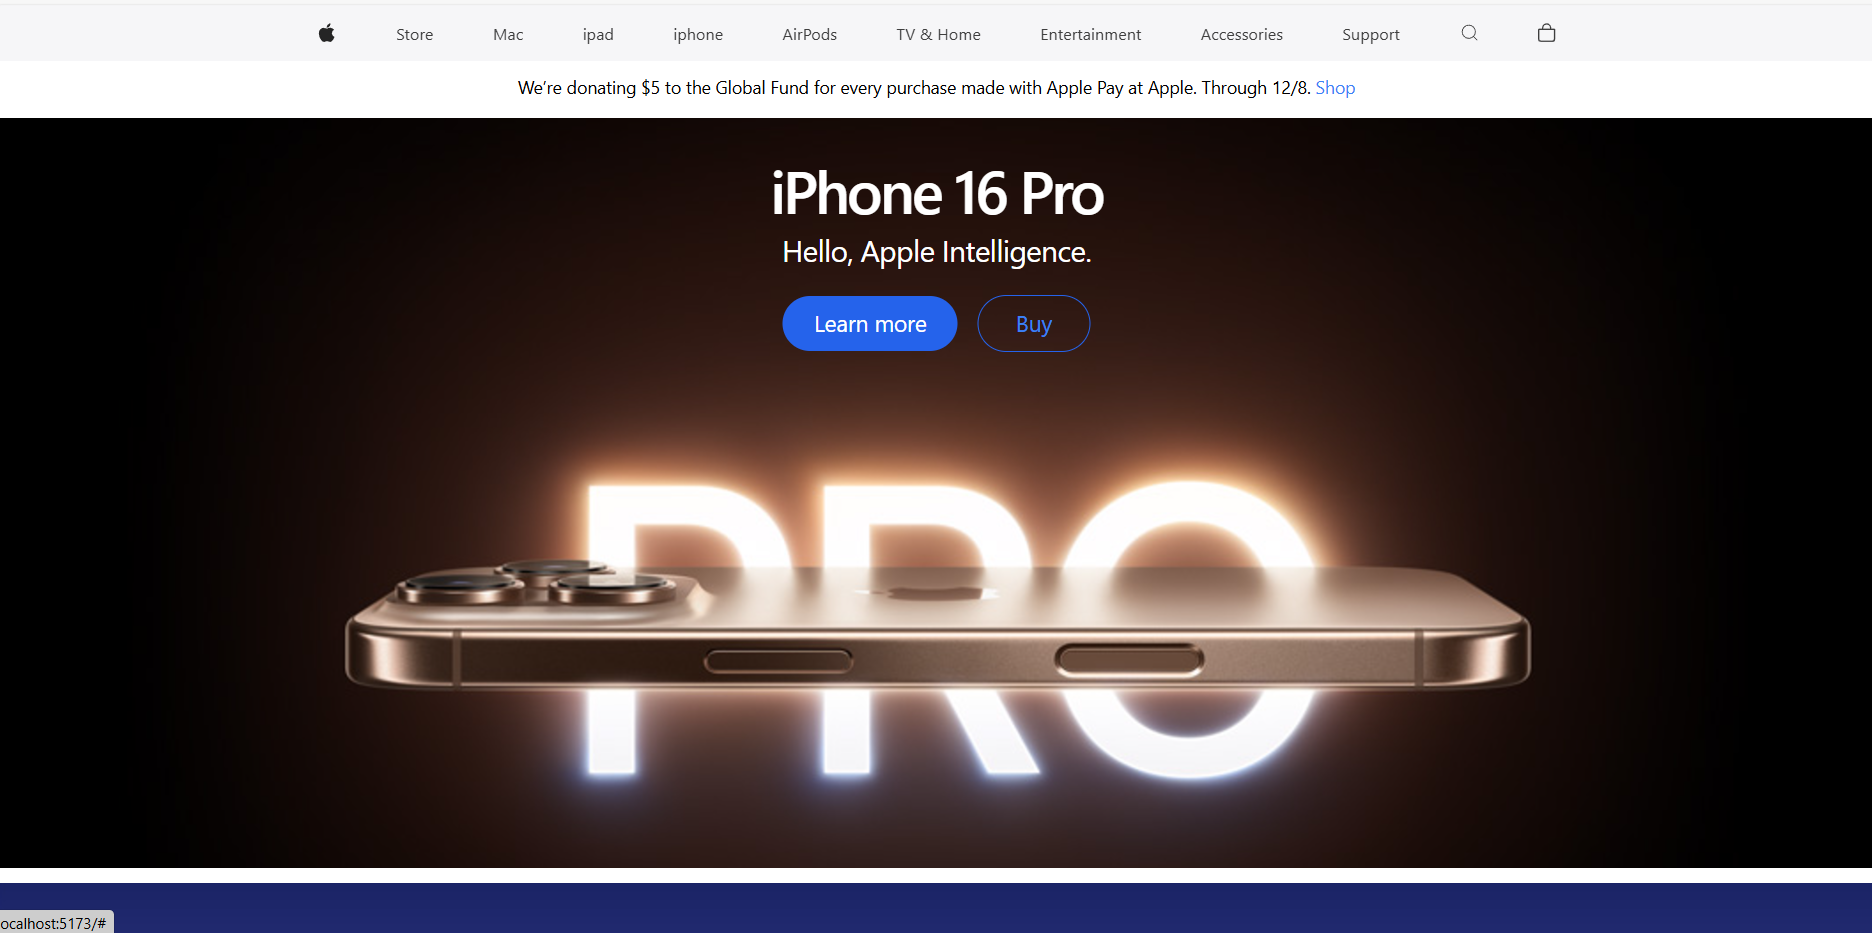 Store Mac ipad iphone AirPods TV & Home Entertainment Accessories Support
We’re donating $5 to the Global Fund for every purchase made with Apple Pay at Apple. Through 12/8. Shop
iPhone 16 Pro
Hello, Apple Intelligence.
Learn more Buy
PRO
ocalhost:5173/#